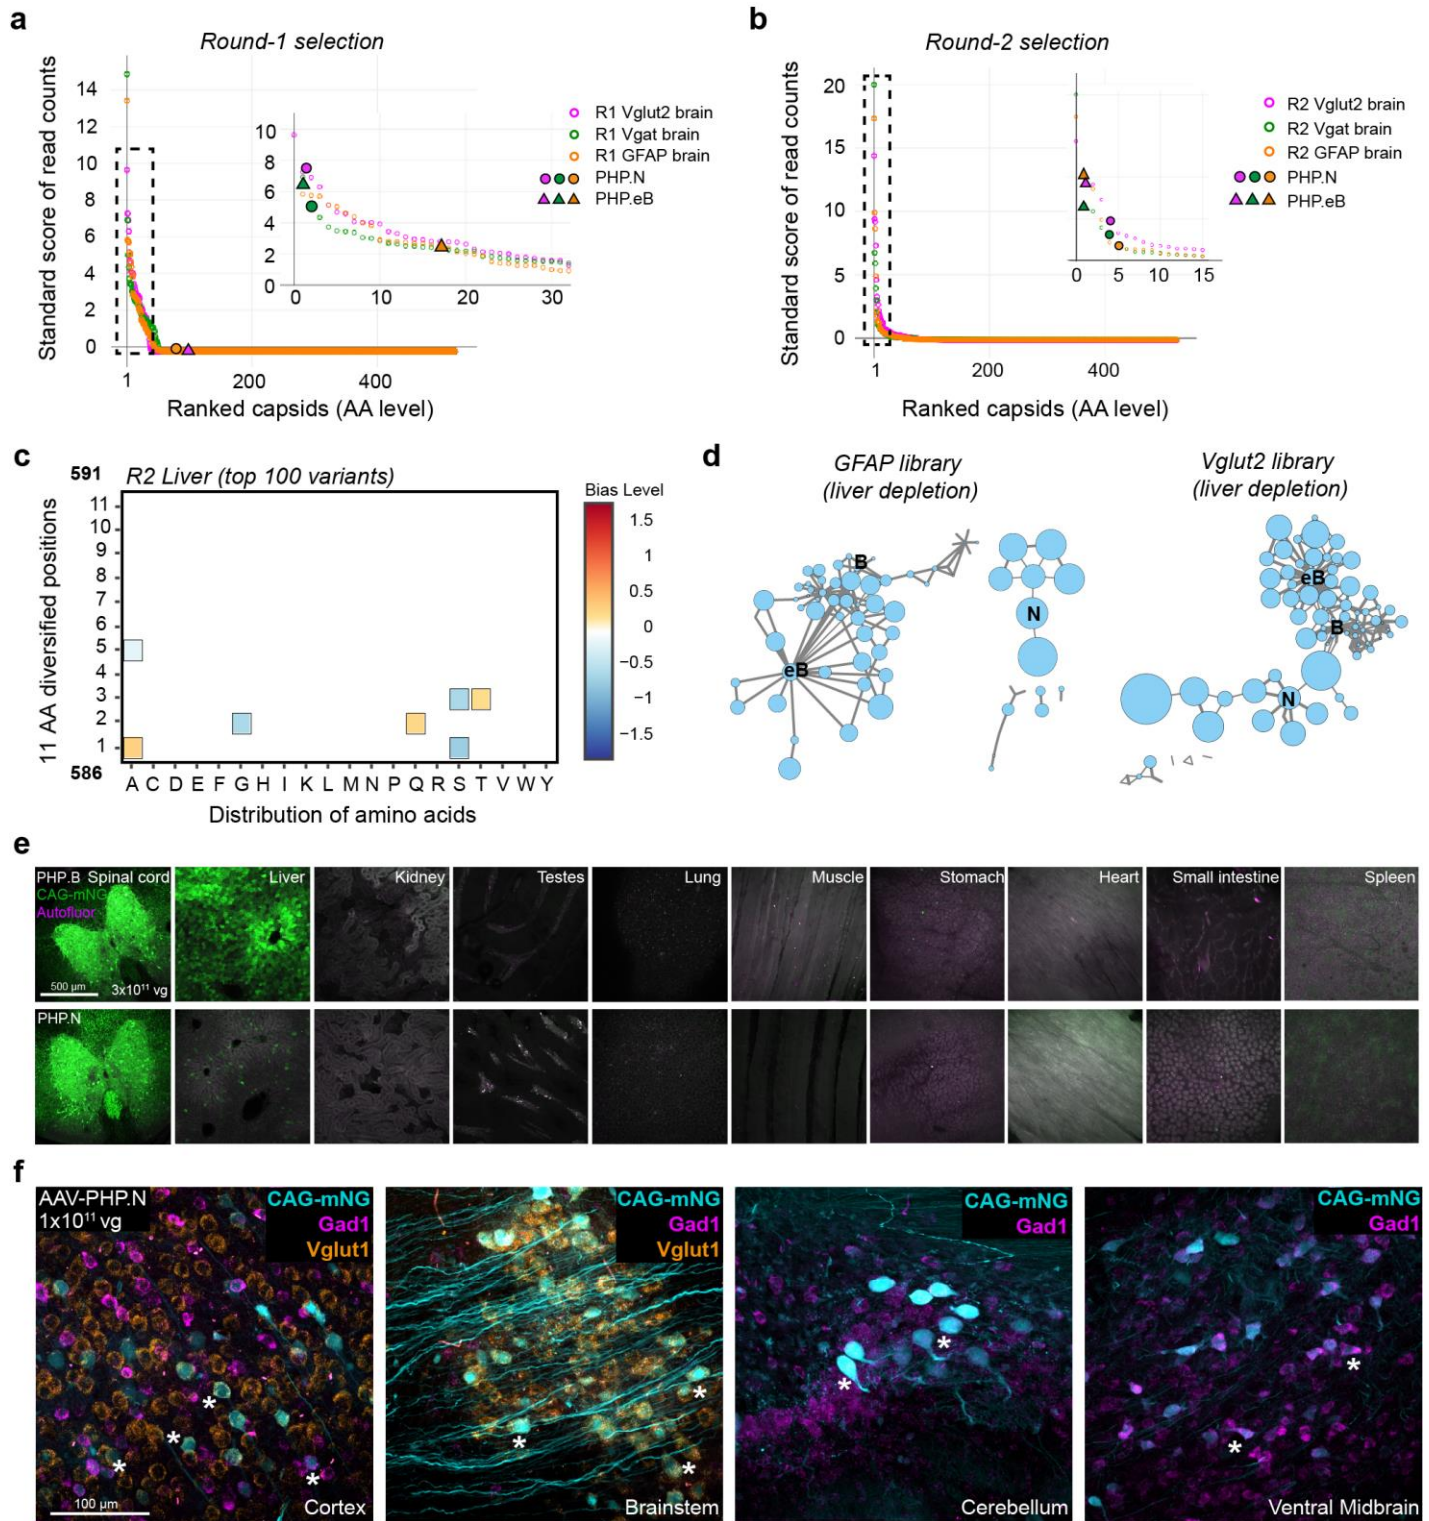 a
Round-1 selection
Standard score of read counts
14
12
10
8
6
4
2
0
1
200
400
Ranked capsids (AA level)
10
8
6
4
2
0
0
10
20
30
R1 Vglut2 brain
R1 Vgat brain
R1 GFAP brain
PHP.N
PHP.eB
b
Round-2 selection
Standard score of read counts
20
15
10
5
0
1
200
400
Ranked capsids (AA level)
0
5
10
15
R2 Vglut2 brain
R2 Vgat brain
R2 GFAP brain
PHP.N
PHP.eB
c
R2 Liver (top 100 variants)
591
11 AA diversified positions
11
10
9
8
7
6
5
4
3
2
1
586
A C D E F G H I K L M N P Q R S T V W Y
Distribution of amino acids
Bias Level
1.5
1
0.5
0
−0.5
−1
−1.5
d
GFAP library
(liver depletion)
B
eB
N
Vglut2 library
(liver depletion)
eB
B
N
e
PHP.B Spinal cord
CAG-mNG
Autofluor
500 µm
3x10¹¹ vg
Liver
Kidney
Testes
Lung
Muscle
Stomach
Heart
Small intestine
Spleen
PHP.N
f
AAV-PHP.N
1x10¹¹ vg
CAG-mNG
Gad1
Vglut1
100 µm
Cortex
CAG-mNG
Gad1
Vglut1
Brainstem
CAG-mNG
Gad1
Cerebellum
CAG-mNG
Gad1
Ventral Midbrain